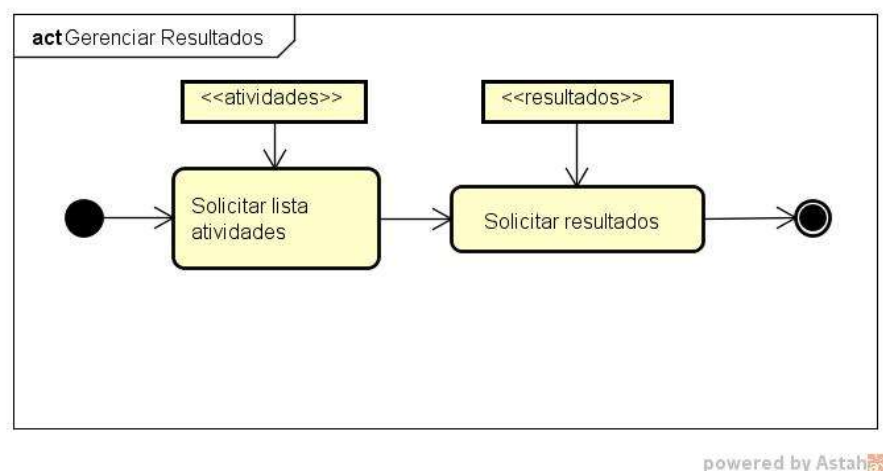 act Gerenciar Resultados
<<atividades>>
<<resultados>>
Solicitar lista
atividades
Solicitar resultados
powered by Astah